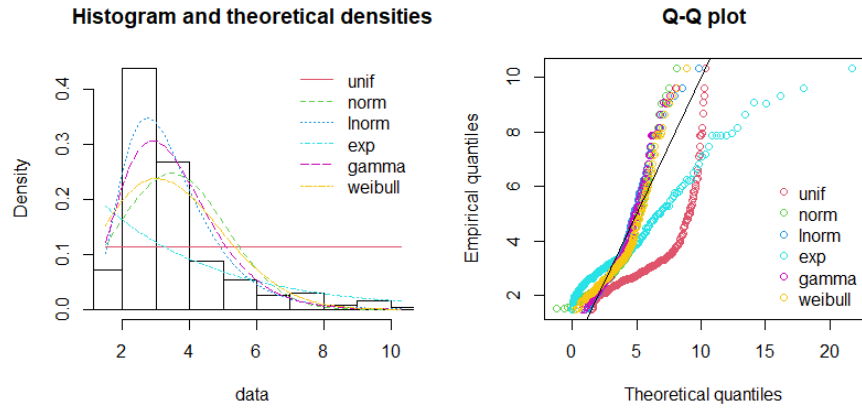 Histogram and theoretical densities
Density
0.0 0.1 0.2 0.3 0.4
2 4 6 8 10
data
unif
norm
lnorm
exp
gamma
weibull
Q-Q plot
Empirical quantiles
2 4 6 8 10
0 5 10 15 20
Theoretical quantiles
unif
norm
lnorm
exp
gamma
weibull